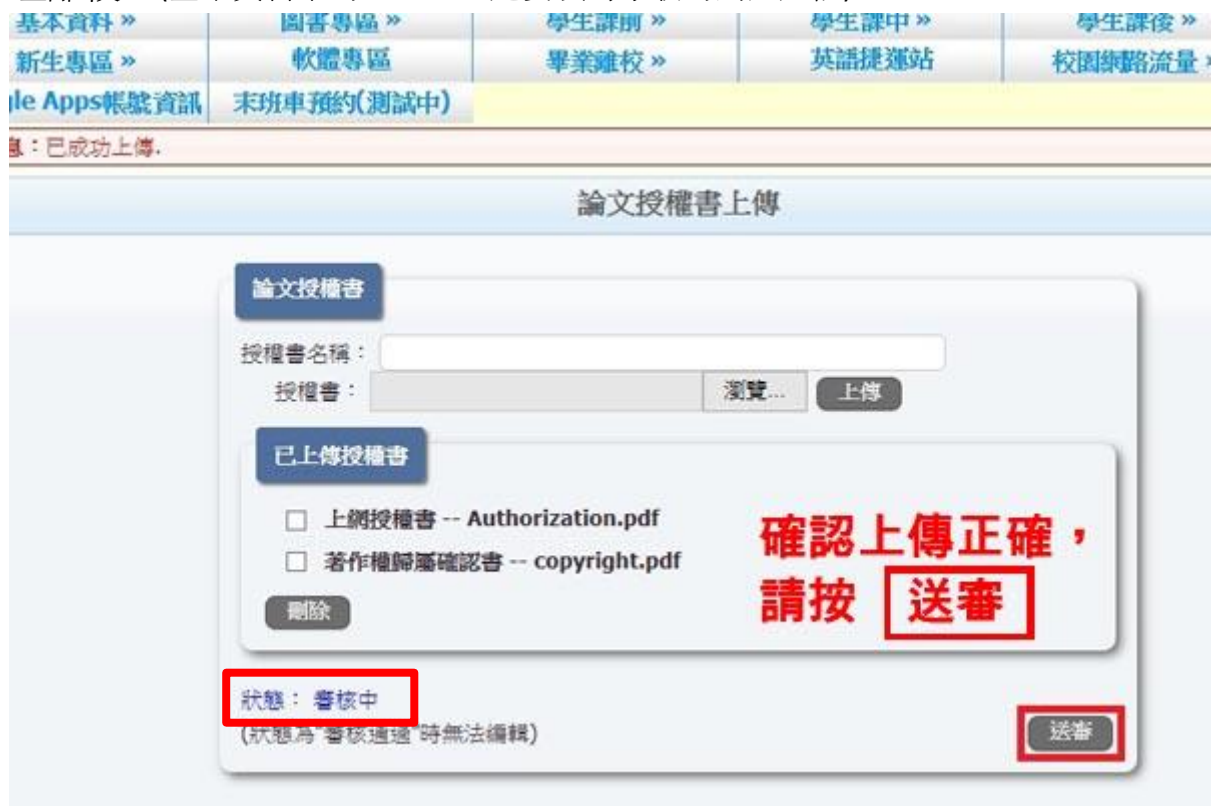 基本資料 » 圖書專區 » 學生課前 » 學生課中 » 學生課後 »
新生專區 » 軟體專區 畢業離校 » 英語捷運站 校園網路流量
le Apps帳號資訊 末班車預約(測試中)
息：已成功上傳.
論文授權書上傳
論文授權書
授權書名稱：
授權書： 瀏覽... 上傳
已上傳授權書
上網授權書 -- Authorization.pdf
著作權歸屬確認書 -- copyright.pdf
確認上傳正確，
請按 送審
刪除
狀態： 審核中
(狀態為"審核通過"時無法編輯)
送審